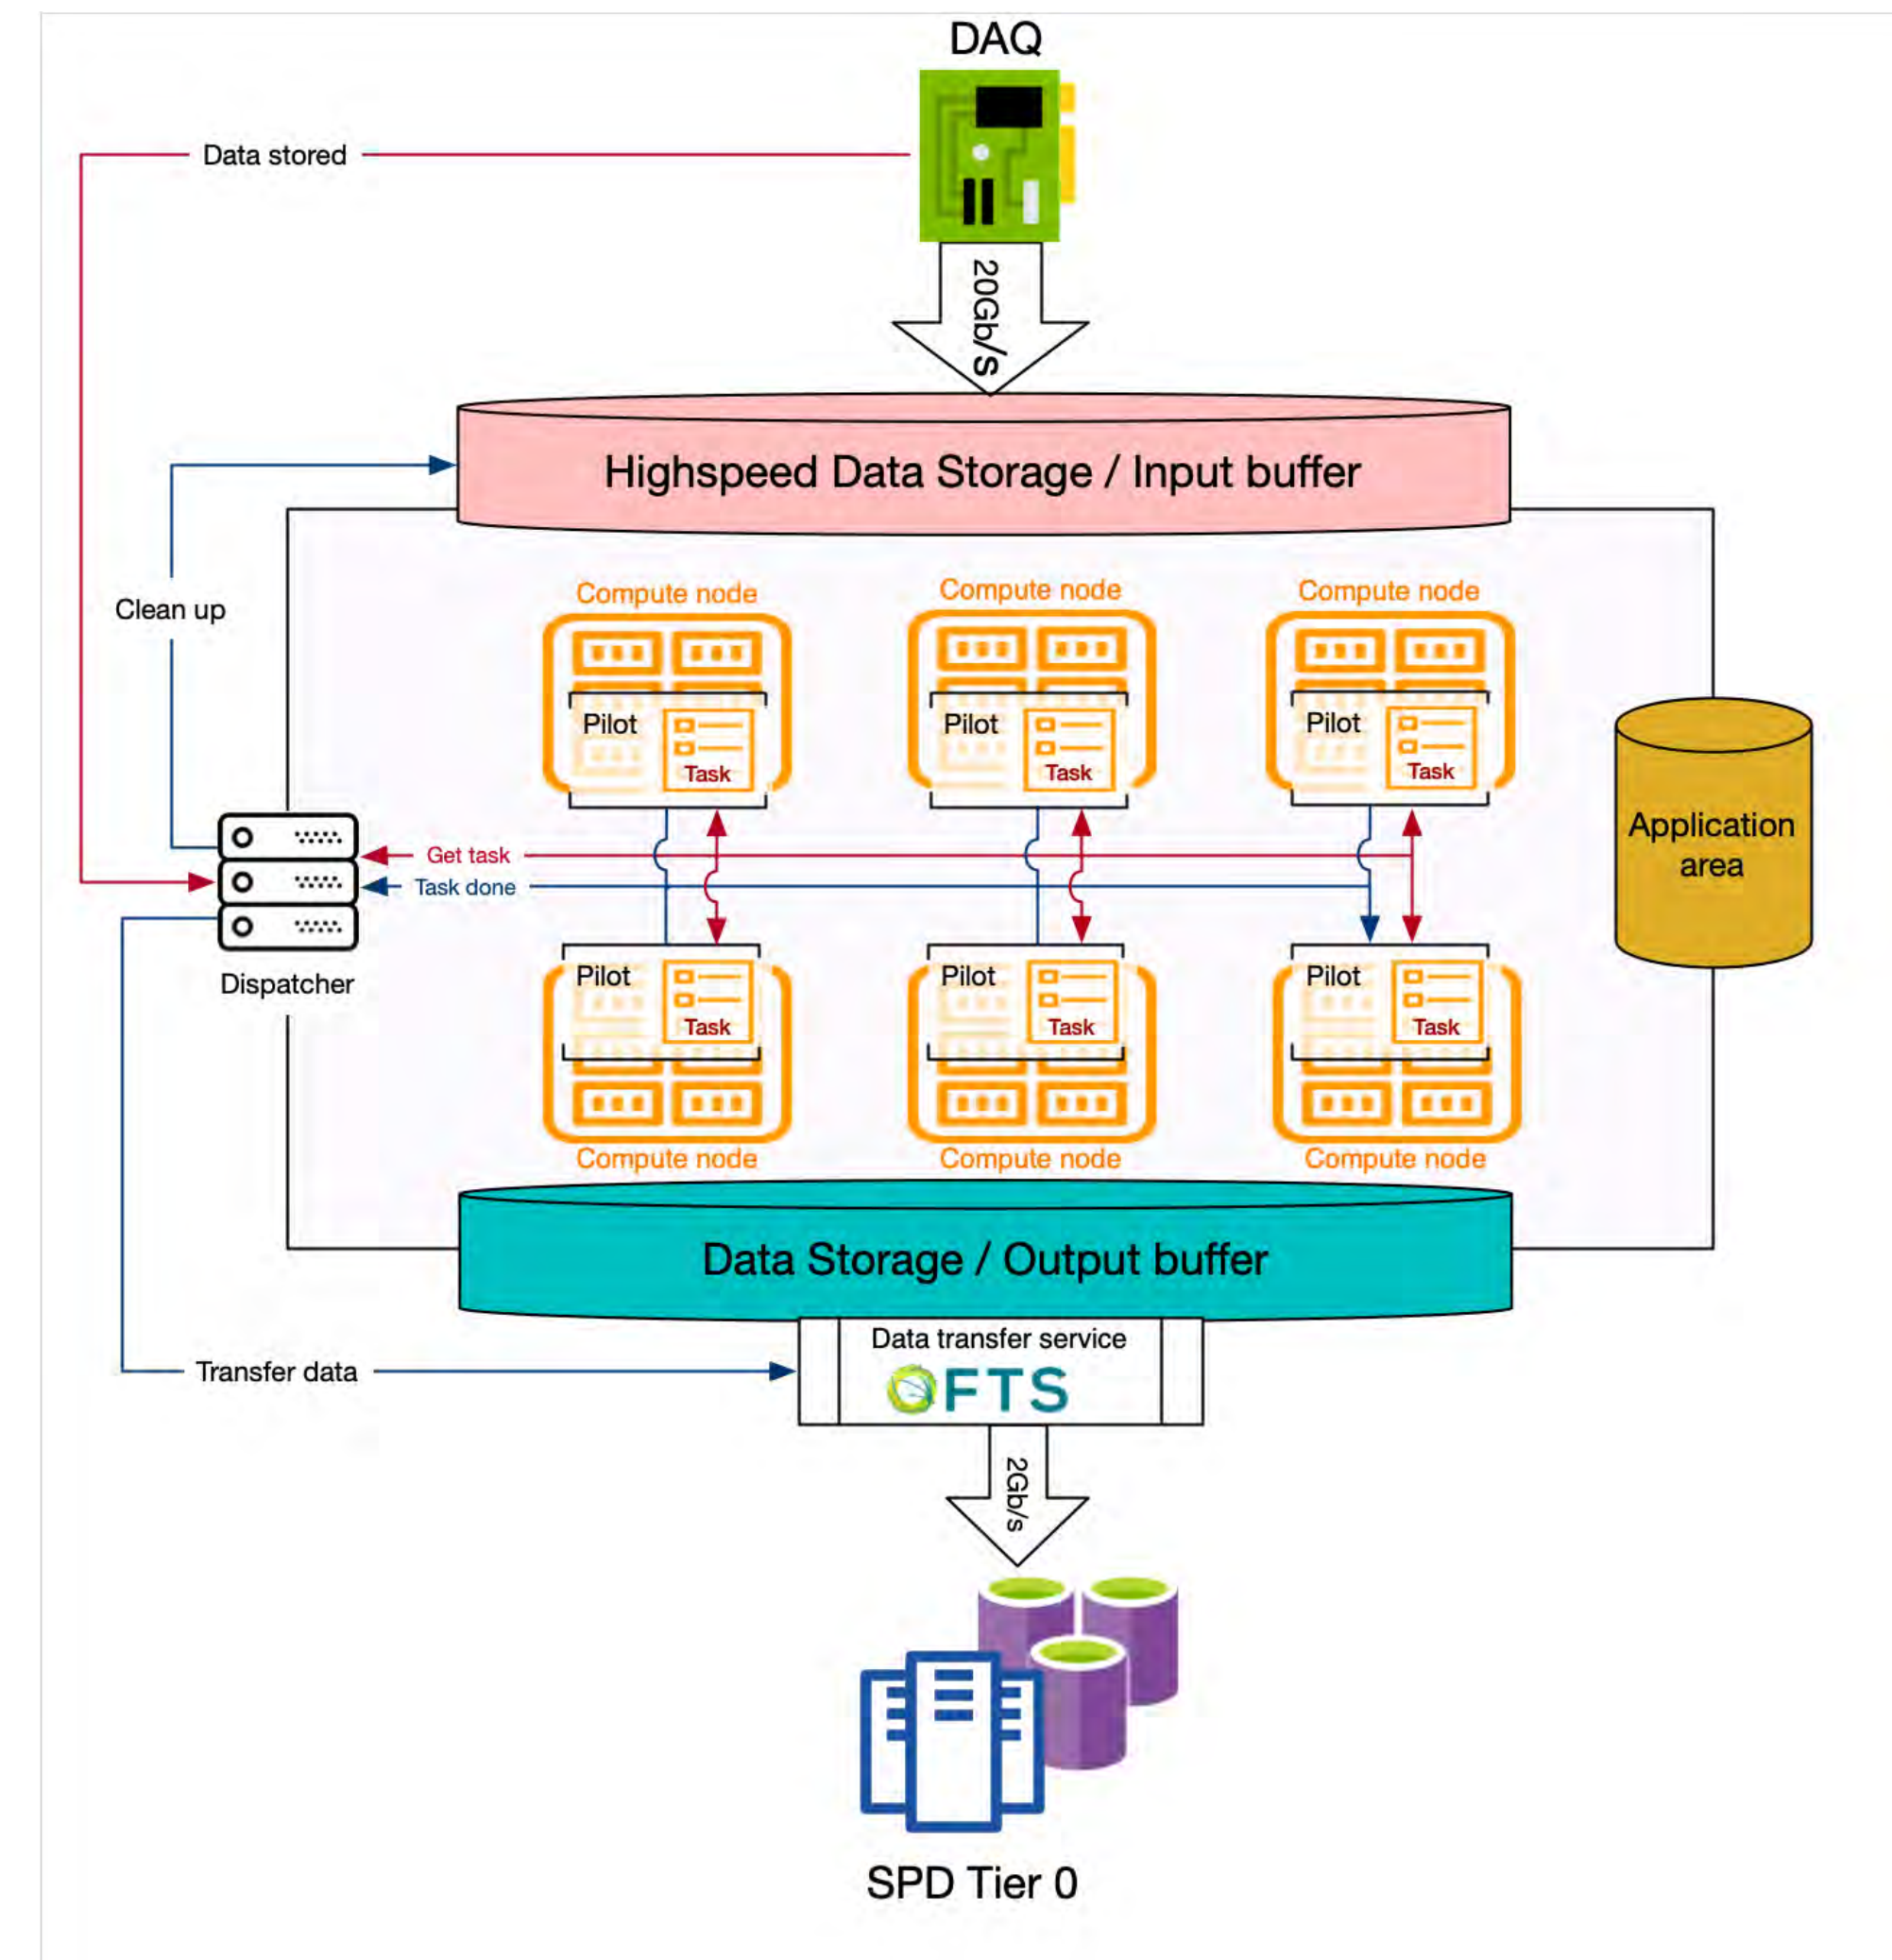 DAQ
Data stored
20Gb/s
Highspeed Data Storage / Input buffer
Compute node
Compute node
Compute node
Clean up
Pilot
Task
Pilot
Task
Pilot
Task
Application
area
Get task
Task done
Dispatcher
Pilot
Task
Pilot
Task
Pilot
Task
Compute node
Compute node
Compute node
Data Storage / Output buffer
Data transfer service
FTS
Transfer data
2Gb/s
SPD Tier 0